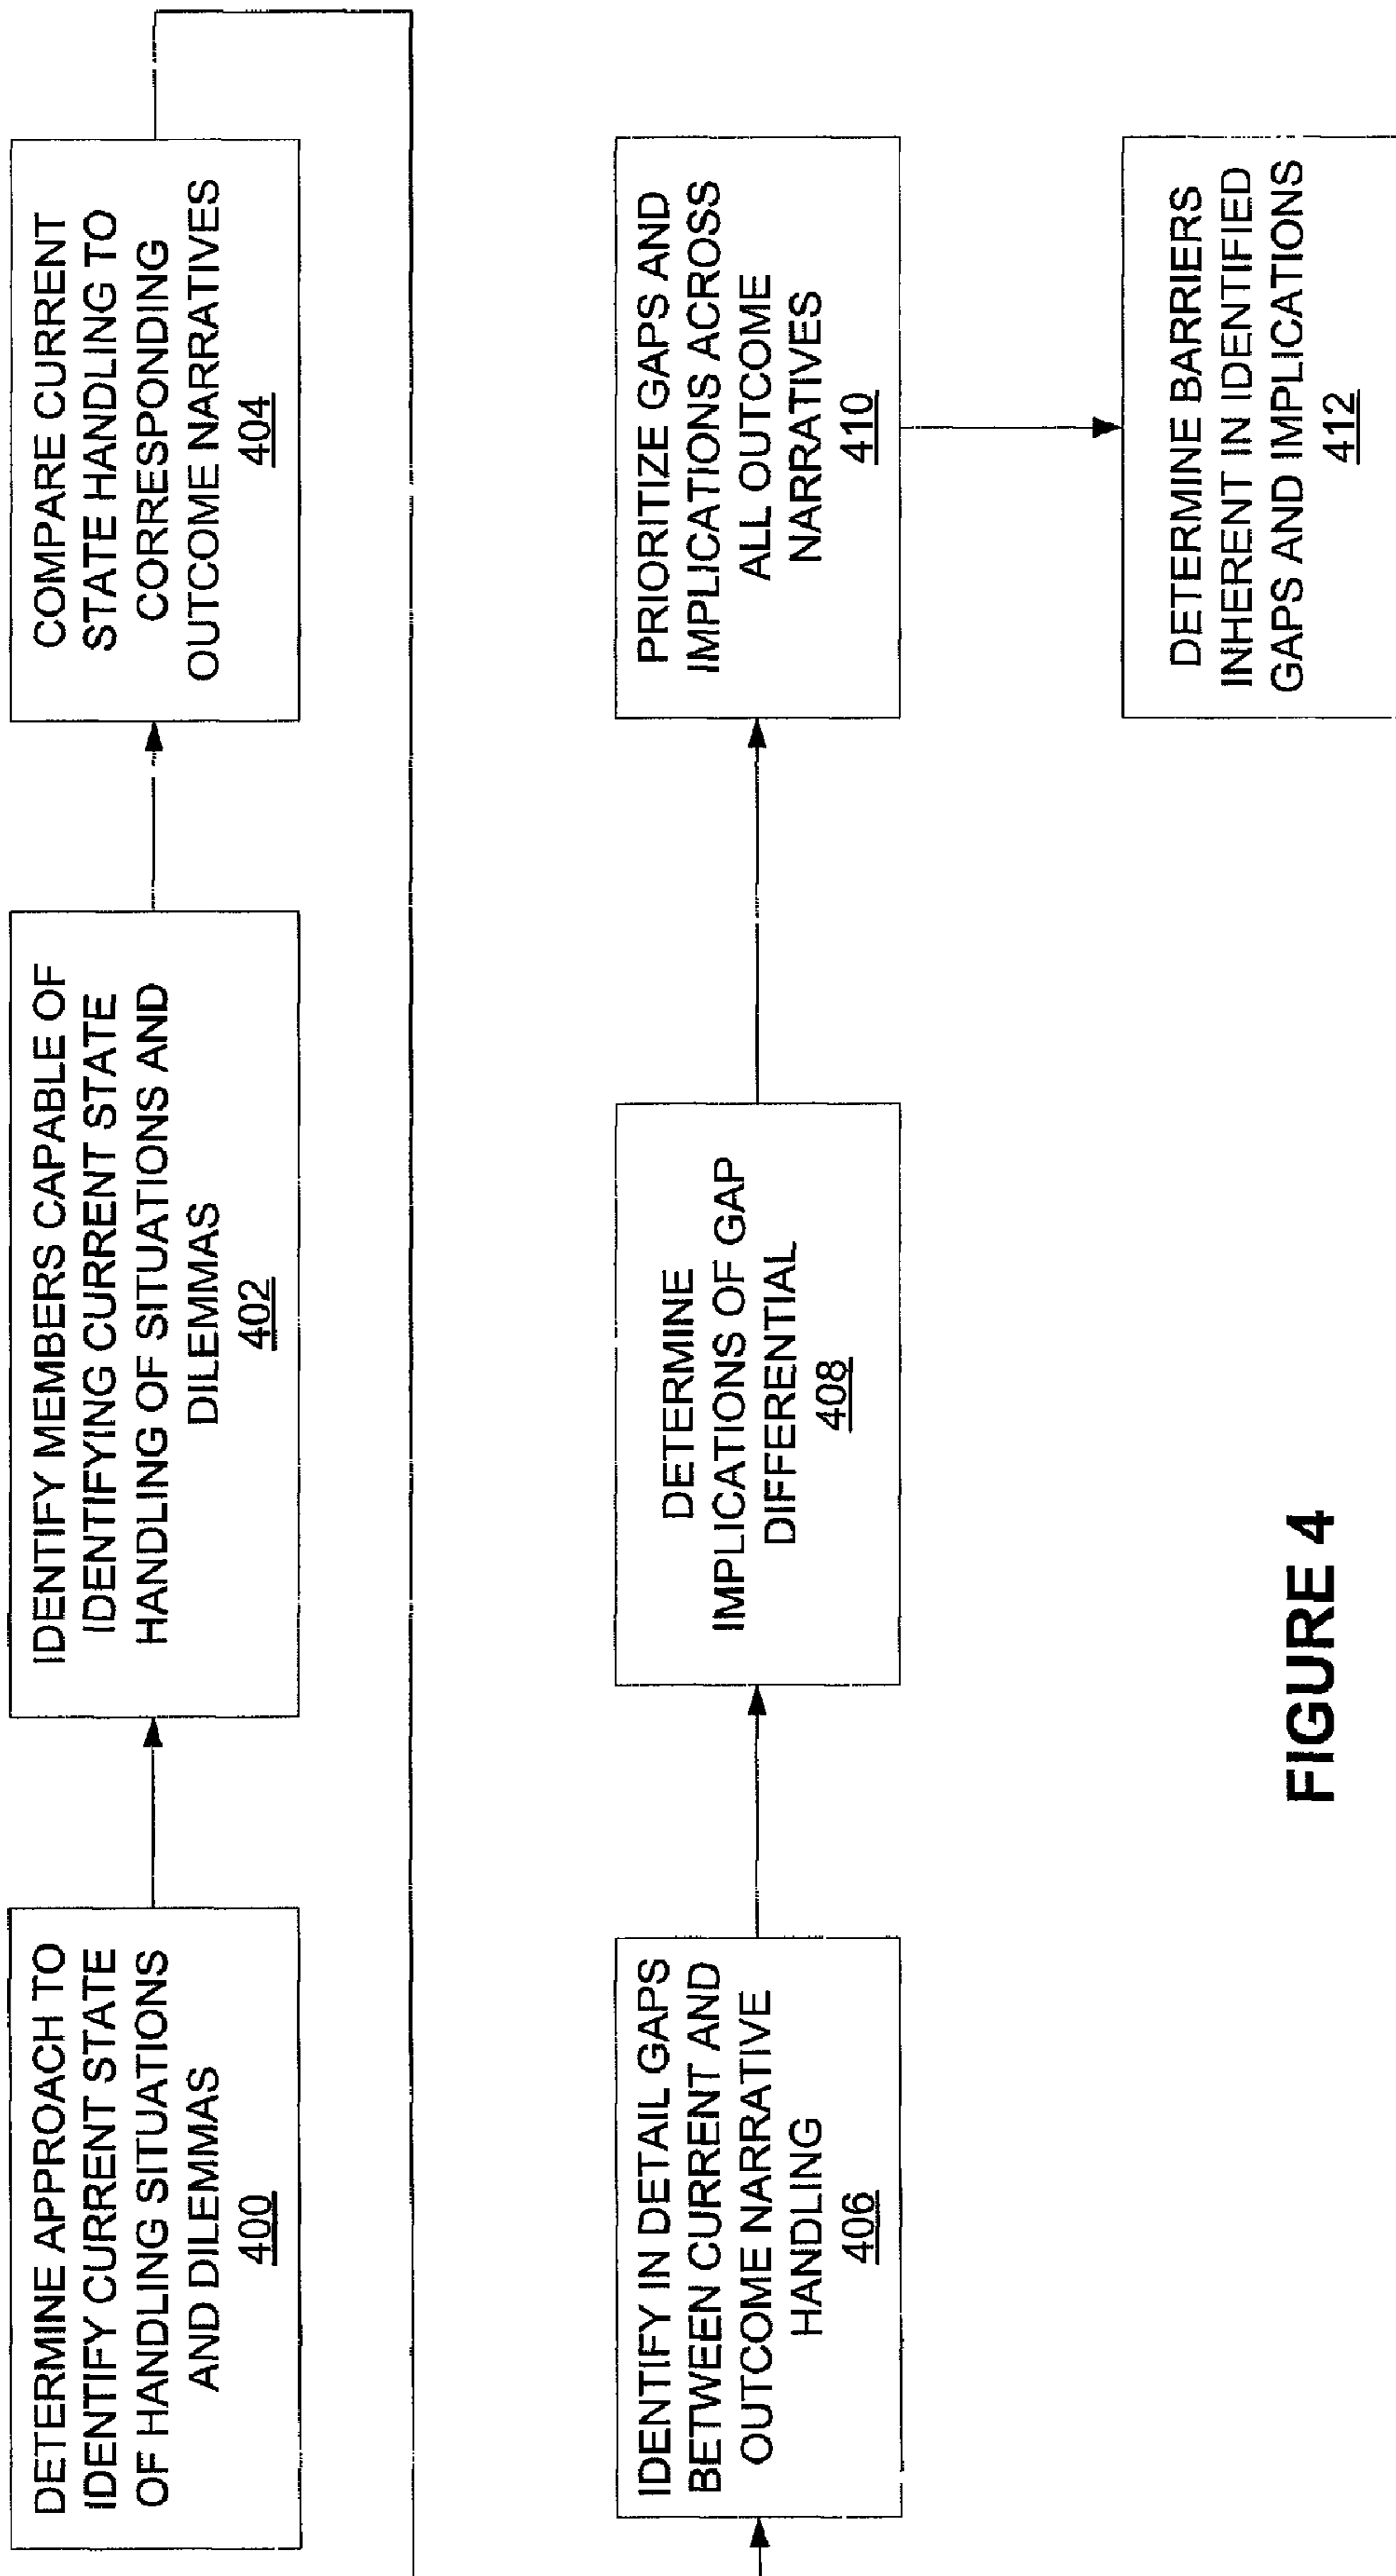 DETERMINE APPROACH TO
IDENTIFY CURRENT STATE
OF HANDLING SITUATIONS
AND DILEMMAS
400
IDENTIFY MEMBERS CAPABLE OF
IDENTIFYING CURRENT STATE
HANDLING OF SITUATIONS AND
DILEMMAS
402
COMPARE CURRENT
STATE HANDLING TO
CORRESPONDING
OUTCOME NARRATIVES
404
IDENTIFY IN DETAIL GAPS
BETWEEN CURRENT AND
OUTCOME NARRATIVE
HANDLING
406
DETERMINE
IMPLICATIONS OF GAP
DIFFERENTIAL
408
PRIORITIZE GAPS AND
IMPLICATIONS ACROSS
ALL OUTCOME
NARRATIVES
410
DETERMINE BARRIERS
INHERENT IN IDENTIFIED
GAPS AND IMPLICATIONS
412
FIGURE 4